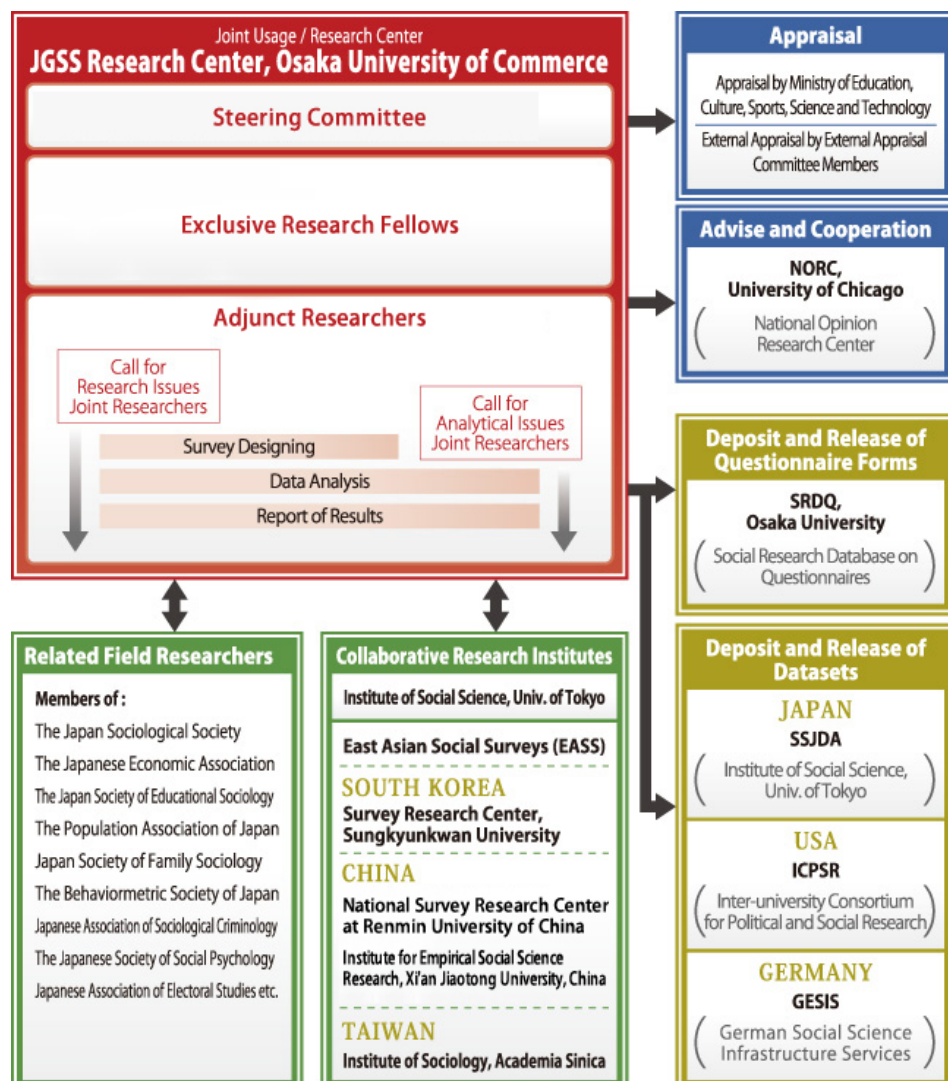 Joint Usage / Research Center
JGSS Research Center, Osaka University of Commerce
Steering Committee
Exclusive Research Fellows
Adjunct Researchers
Call for
Research Issues
Joint Researchers
Call for
Analytical Issues
Joint Researchers
Survey Designing
Data Analysis
Report of Results
Appraisal
Appraisal by Ministry of Education,
Culture, Sports, Science and Technology
External Appraisal by External Appraisal
Committee Members
Advise and Cooperation
NORC,
University of Chicago
( National Opinion
Research Center )
Deposit and Release of
Questionnaire Forms
SRDQ,
Osaka University
( Social Research Database on
Questionnaires )
Deposit and Release of
Datasets
JAPAN
SSJDA
( Institute of Social Science,
Univ. of Tokyo )
USA
ICPSR
( Inter-university Consortium
for Political and Social Research )
GERMANY
GESIS
( German Social Science
Infrastructure Services )
Related Field Researchers
Members of :
The Japan Sociological Society
The Japanese Economic Association
The Japan Society of Educational Sociology
The Population Association of Japan
Japan Society of Family Sociology
The Behaviormetric Society of Japan
Japanese Association of Sociological Criminology
The Japanese Society of Social Psychology
Japanese Association of Electoral Studies etc.
Collaborative Research Institutes
Institute of Social Science, Univ. of Tokyo
East Asian Social Surveys (EASS)
SOUTH KOREA
Survey Research Center,
Sungkyunkwan University
CHINA
National Survey Research Center
at Renmin University of China
Institute for Empirical Social Science
Research, Xi'an Jiaotong University, China
TAIWAN
Institute of Sociology, Academia Sinica